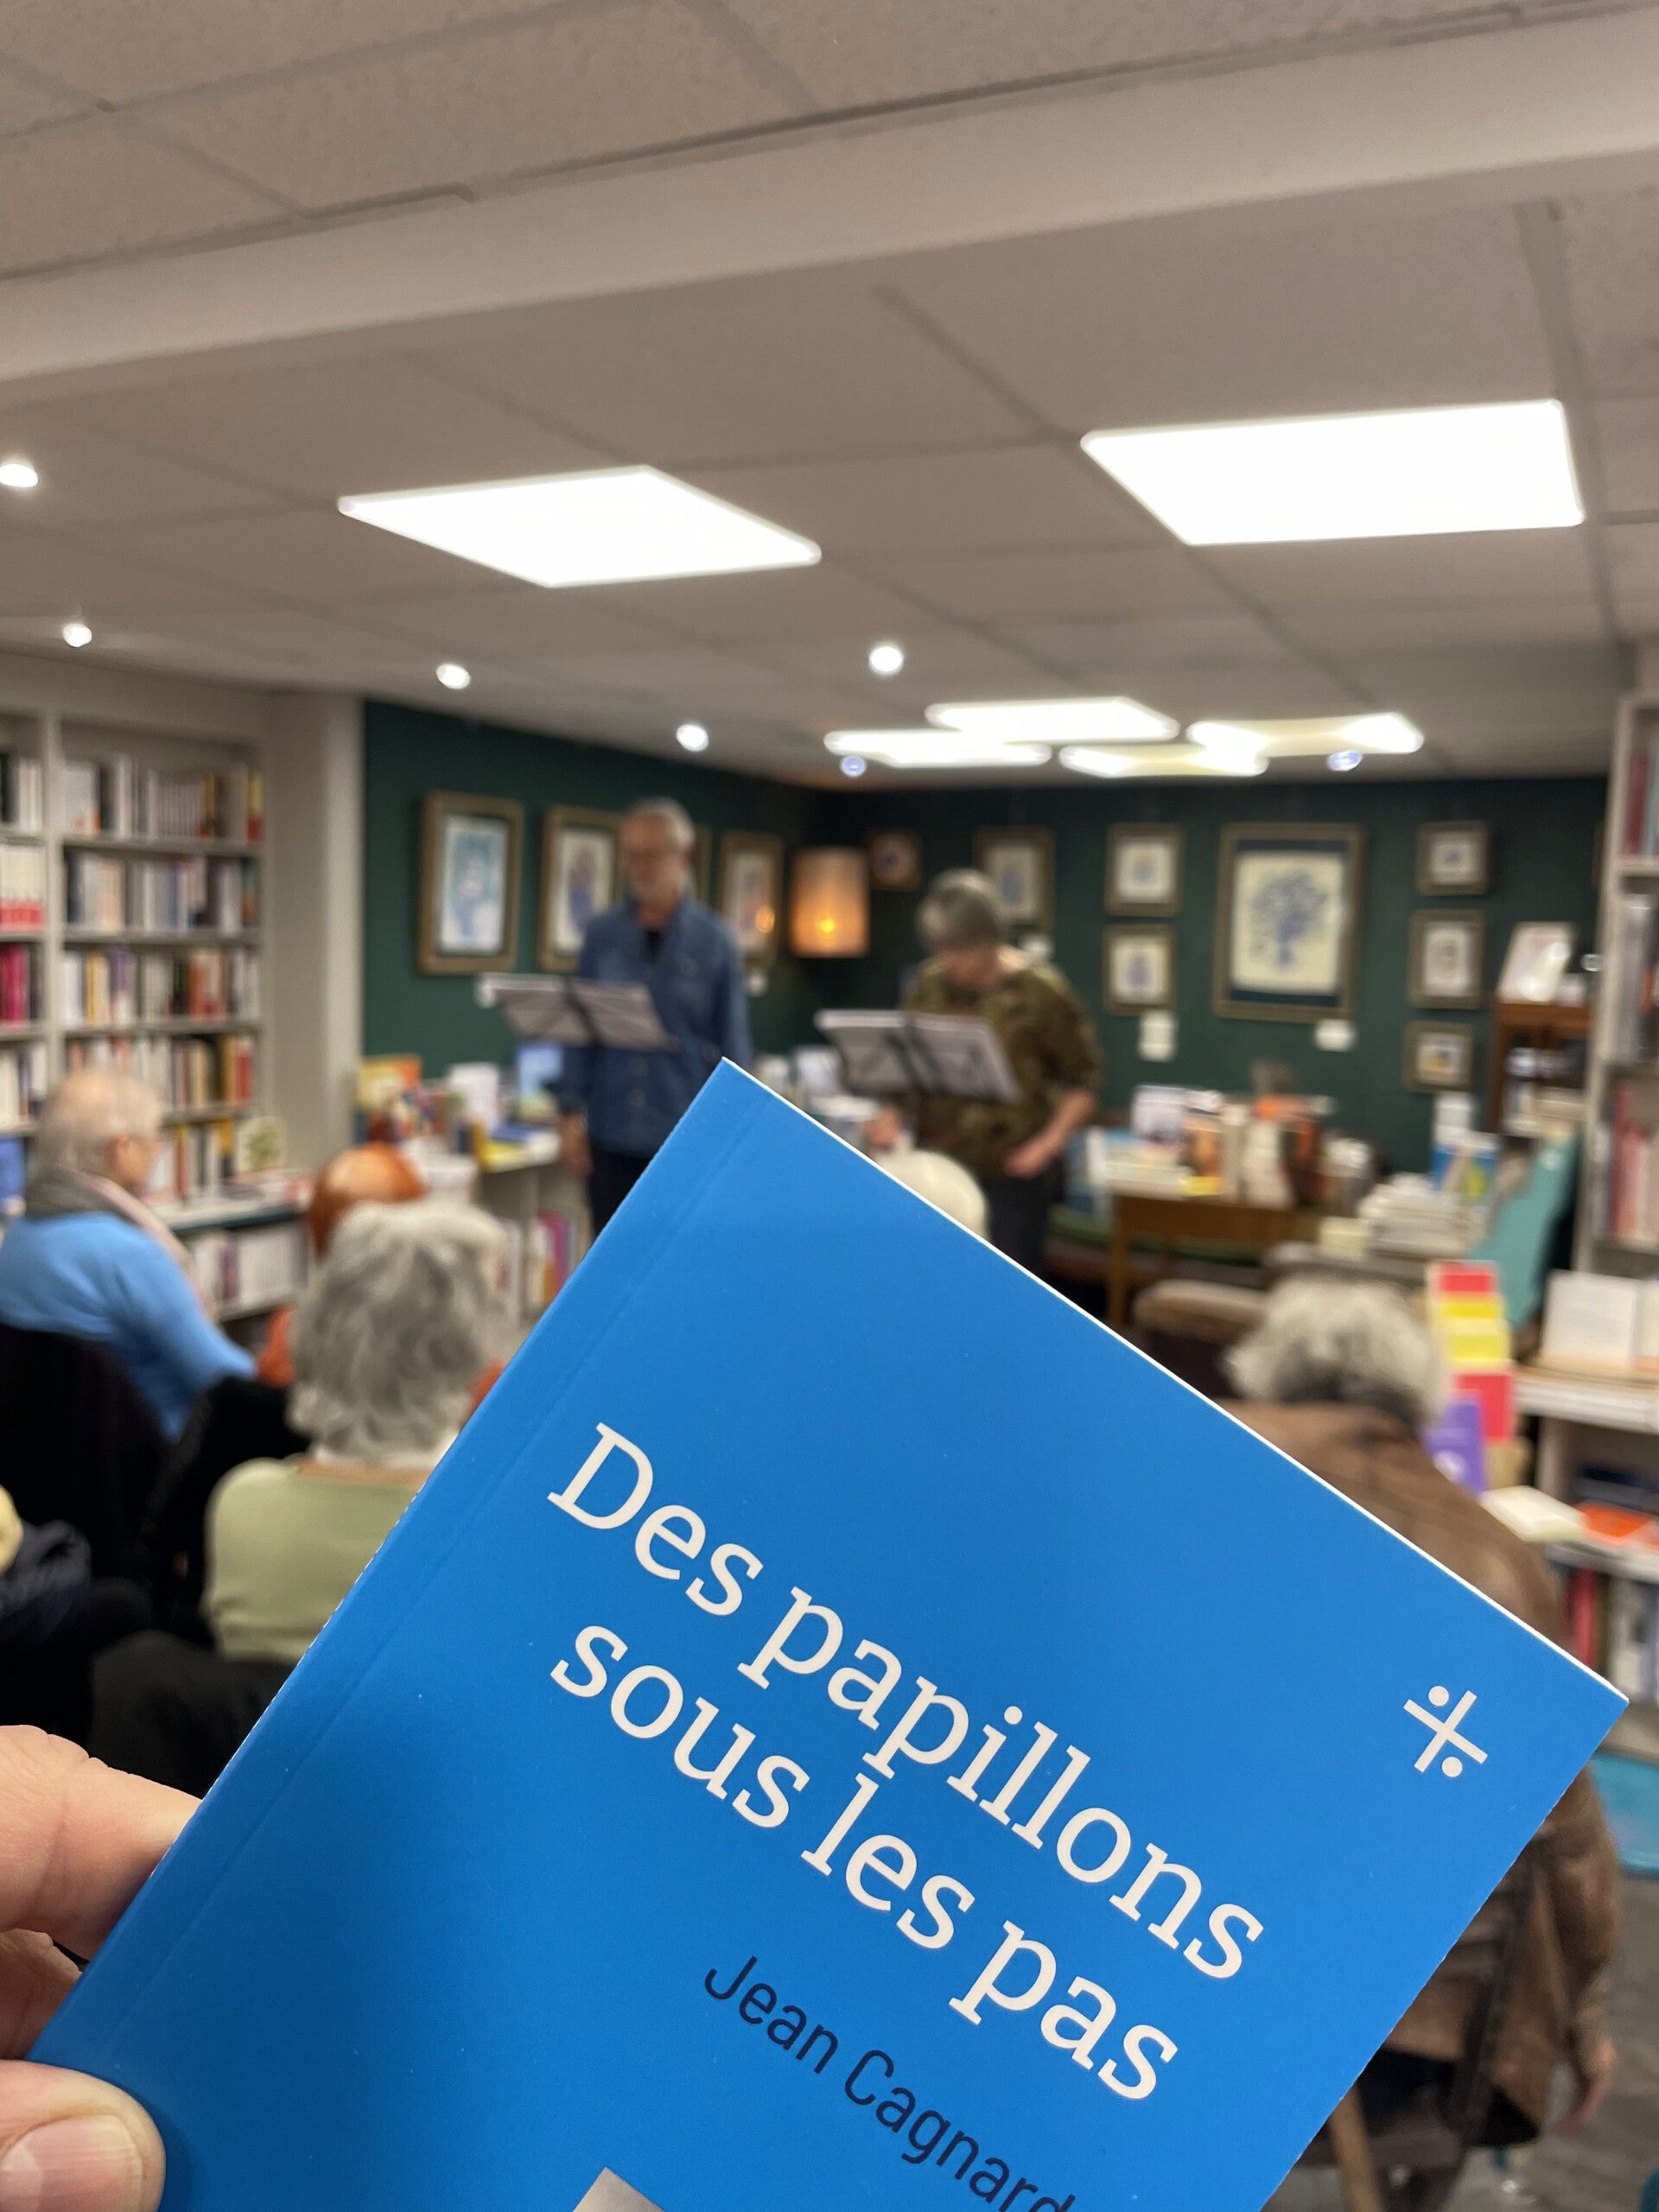 Des papillons
sous les pas
Jean Cagnard